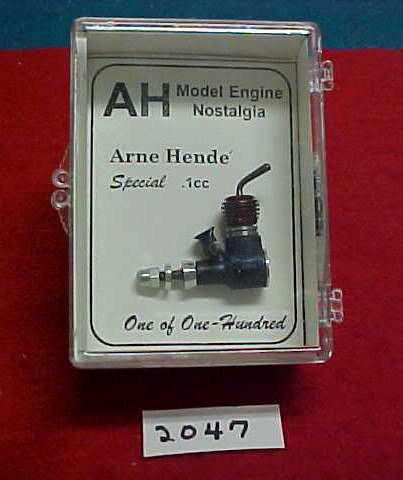 AH Model Engine
Nostalgia
Arne Hende´
Special .1cc
One of One-Hundred
2047